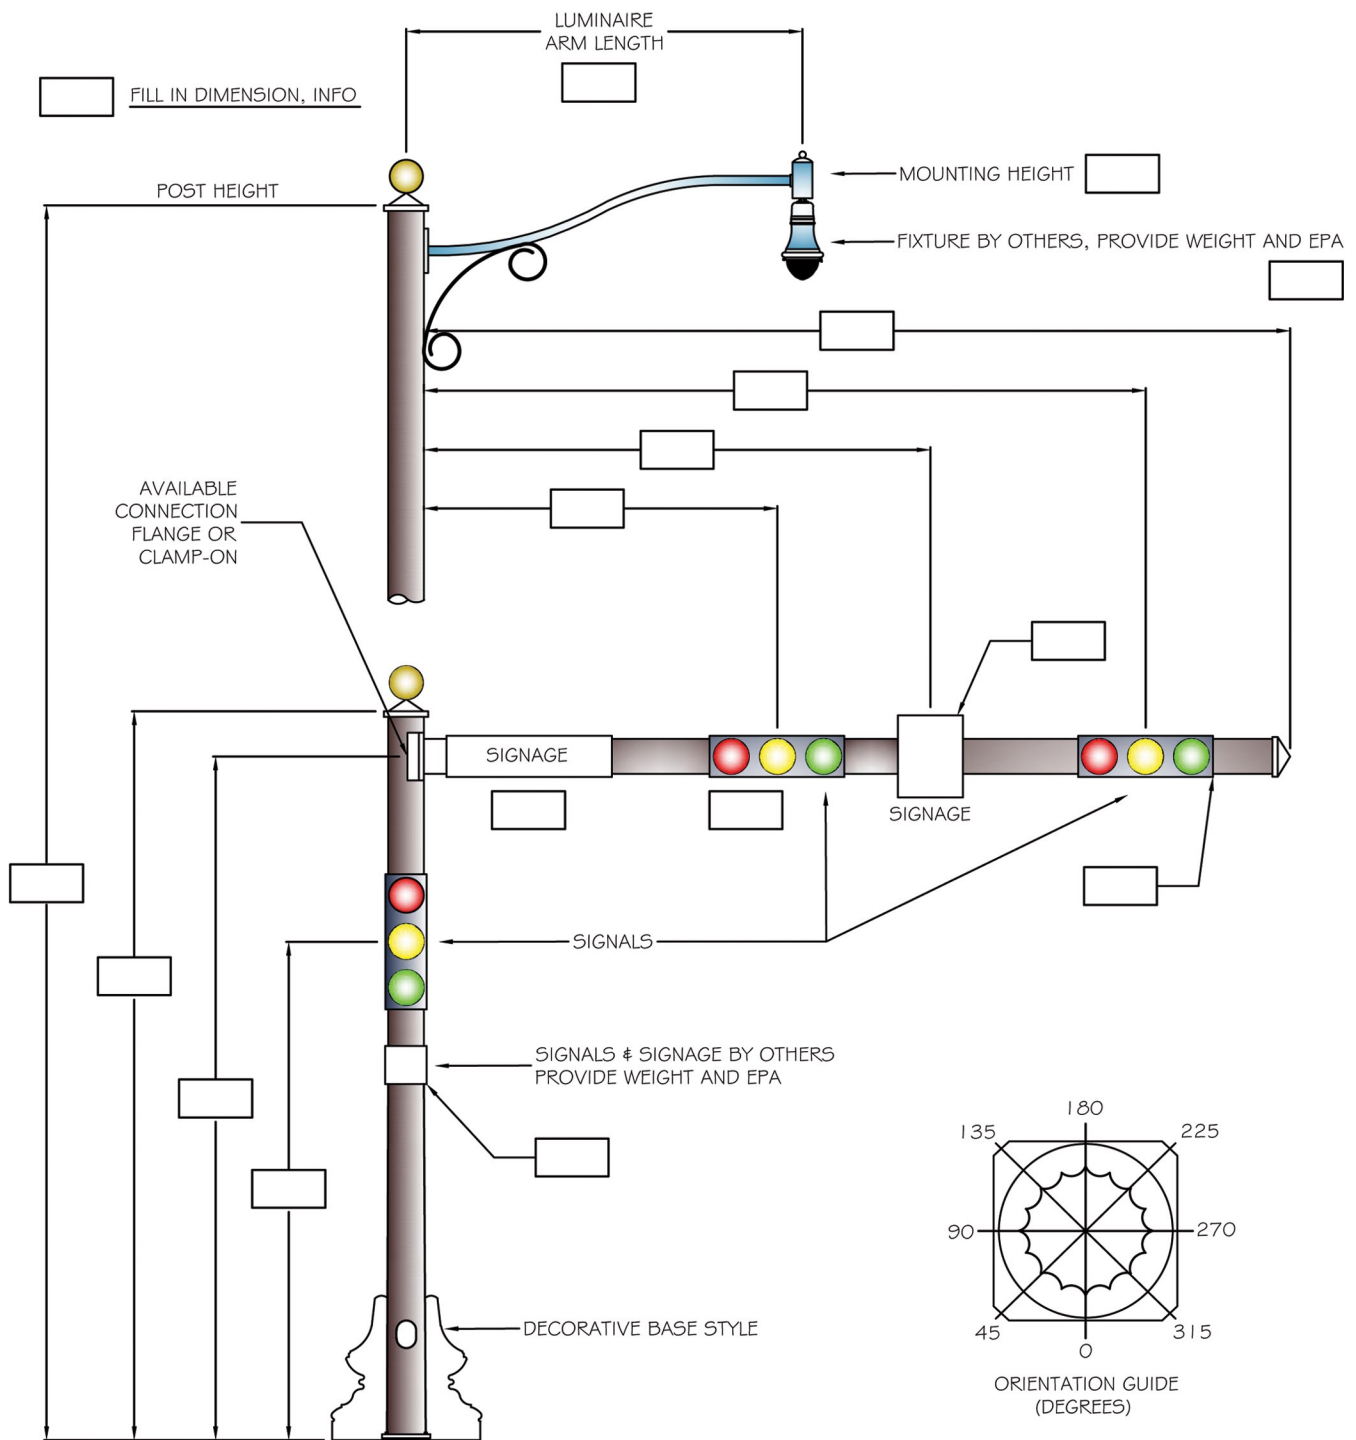 LUMINAIRE
ARM LENGTH
FILL IN DIMENSION, INFO
POST HEIGHT
MOUNTING HEIGHT
FIXTURE BY OTHERS, PROVIDE WEIGHT AND EPA
AVAILABLE
CONNECTION
FLANGE OR
CLAMP-ON
SIGNAGE
SIGNAGE
SIGNALS
SIGNALS & SIGNAGE BY OTHERS
PROVIDE WEIGHT AND EPA
DECORATIVE BASE STYLE
180
135
225
90
270
45
315
0
ORIENTATION GUIDE
(DEGREES)